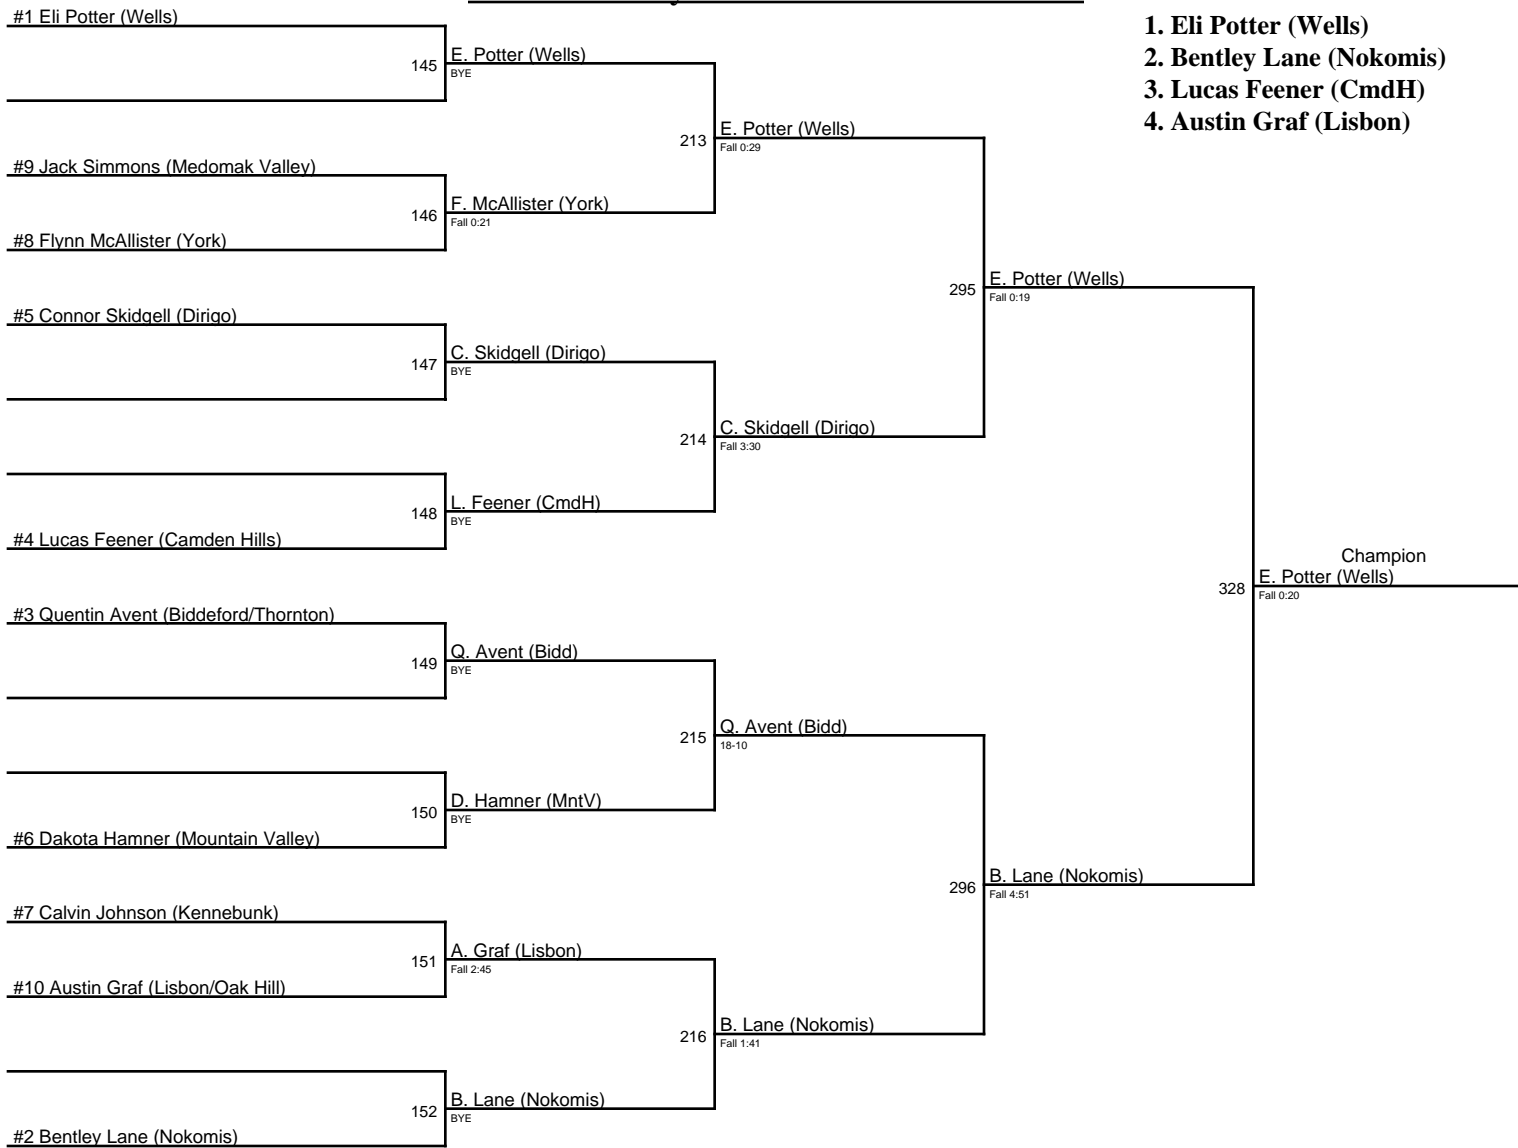 #1 Eli Potter (Wells)
145
E. Potter (Wells)
BYE
#9 Jack Simmons (Medomak Valley)
146
F. McAllister (York)
Fall 0:21
#8 Flynn McAllister (York)
213
E. Potter (Wells)
Fall 0:29
#5 Connor Skidgell (Dirigo)
147
C. Skidgell (Dirigo)
BYE
214
C. Skidgell (Dirigo)
Fall 3:30
148
L. Feener (CmdH)
BYE
#4 Lucas Feener (Camden Hills)
295
E. Potter (Wells)
Fall 0:19
#3 Quentin Avent (Biddeford/Thornton)
149
Q. Avent (Bidd)
BYE
215
Q. Avent (Bidd)
18-10
150
D. Hamner (MntV)
BYE
#6 Dakota Hamner (Mountain Valley)
#7 Calvin Johnson (Kennebunk)
151
A. Graf (Lisbon)
Fall 2:45
#10 Austin Graf (Lisbon/Oak Hill)
216
B. Lane (Nokomis)
Fall 1:41
152
B. Lane (Nokomis)
BYE
#2 Bentley Lane (Nokomis)
296
B. Lane (Nokomis)
Fall 4:51
328
Champion
E. Potter (Wells)
Fall 0:20
1. Eli Potter (Wells)
2. Bentley Lane (Nokomis)
3. Lucas Feener (CmdH)
4. Austin Graf (Lisbon)